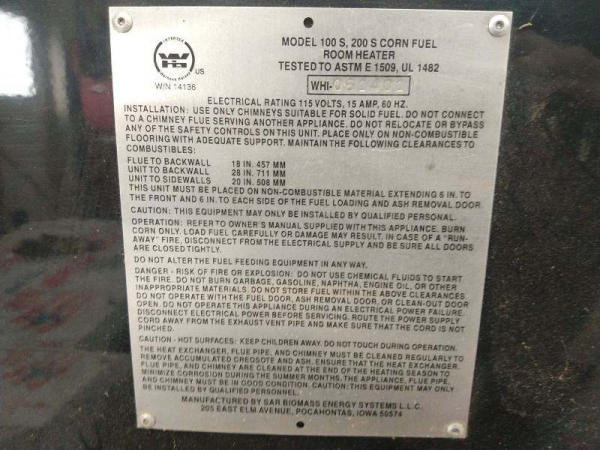 MODEL 100 S, 200 S CORN FUEL
ROOM HEATER
TESTED TO ASTM E 1509, UL 1482
INTERTEK
WH
US
W/N 14136
WHI-
ELECTRICAL RATING 115 VOLTS, 15 AMP, 60 HZ.
INSTALLATION: USE ONLY CHIMNEYS SUITABLE FOR SOLID FUEL. DO NOT CONNECT
TO A CHIMNEY FLUE SERVING ANOTHER APPLIANCE. DO NOT RELOCATE OR BYPASS
ANY OF THE SAFETY CONTROLS ON THIS UNIT. PLACE ONLY ON NON-COMBUSTIBLE
FLOORING WITH ADEQUATE SUPPORT. MAINTAIN THE FOLLOWING CLEARANCES TO
COMBUSTIBLES:
FLUE TO BACKWALL 18 IN. 457 MM
UNIT TO BACKWALL 28 IN. 711 MM
UNIT TO SIDEWALLS 20 IN. 508 MM
THIS UNIT MUST BE PLACED ON NON-COMBUSTIBLE MATERIAL EXTENDING 6 IN. TO
THE FRONT AND 6 IN. TO EACH SIDE OF THE FUEL LOADING AND ASH REMOVAL DOOR.
CAUTION: THIS EQUIPMENT MAY ONLY BE INSTALLED BY QUALIFIED PERSONAL.
OPERATION: REFER TO OWNER'S MANUAL SUPPLIED WITH THIS APPLIANCE. BURN
CORN ONLY. LOAD FUEL CAREFULLY OR DAMAGE MAY RESULT. IN CASE OF A "RUN-
AWAY" FIRE, DISCONNECT FROM THE ELECTRICAL SUPPLY AND BE SURE ALL DOORS
ARE CLOSED TIGHTLY.
DO NOT ALTER THE FUEL FEEDING EQUIPMENT IN ANY WAY.
DANGER - RISK OF FIRE OR EXPLOSION: DO NOT USE CHEMICAL FLUIDS TO START
THE FIRE. DO NOT BURN GARBAGE, GASOLINE, NAPHTHA, ENGINE OIL, OR OTHER
INAPPROPRIATE MATERIALS. DO NOT STORE FUEL WITHIN THE ABOVE CLEARANCES
DO NOT OPERATE WITH THE FUEL DOOR, ASH REMOVAL DOOR, OR CLEAN-OUT DOOR
OPEN. DO NOT OPERATE THIS APPLIANCE DURING AN ELECTRICAL POWER FAILURE.
DISCONNECT ELECTRICAL POWER BEFORE SERVICING. ROUTE THE POWER SUPPLY
CORD AWAY FROM THE EXHAUST VENT PIPE AND MAKE SURE THAT THE CORD IS NOT
PINCHED.
CAUTION - HOT SURFACES: KEEP CHILDREN AWAY. DO NOT TOUCH DURING OPERATION.
THE HEAT EXCHANGER, FLUE PIPE, AND CHIMNEY MUST BE CLEANED REGULARLY TO
REMOVE ACCUMULATED CREOSOTE AND ASH. ENSURE THAT THE HEAT EXCHANGER,
FLUE PIPE, AND CHIMNEY ARE CLEANED AT THE END OF THE HEATING SEASON TO
MINIMIZE CORROSION DURING THE SUMMER MONTHS. THE APPLIANCE, FLUE PIPE,
AND CHIMNEY MUST BE IN GOOD CONDITION. CAUTION: THIS EQUIPMENT MAY ONLY
BE INSTALLED BY QUALIFIED PERSONNEL.
MANUFACTURED BY SAR BIOMASS ENERGY SYSTEMS L.L.C.
205 EAST ELM AVENUE, POCAHONTAS, IOWA 50574